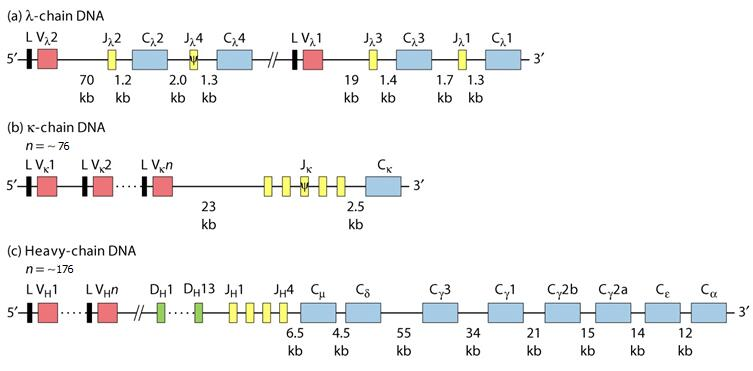 (a) λ-chain DNA
L Vλ2 Jλ2 Cλ2 Jλ4 Cλ4 L Vλ1 Jλ3 Cλ3 Jλ1 Cλ1
5′ ψ 3′
70 1.2 2.0 1.3 19 1.4 1.7 1.3
kb kb kb kb kb kb kb kb
(b) κ-chain DNA
n = ~76
L Vκ1 L Vκ2 L Vκn Jκ Cκ
5′ ψ 3′
23 2.5
kb kb
(c) Heavy-chain DNA
n = ~176
L VH1 L VHn DH1 DH13 JH1 JH4 Cμ Cδ Cγ3 Cγ1 Cγ2b Cγ2a Cε Cα
5′ 3′
6.5 4.5 55 34 21 15 14 12
kb kb kb kb kb kb kb kb